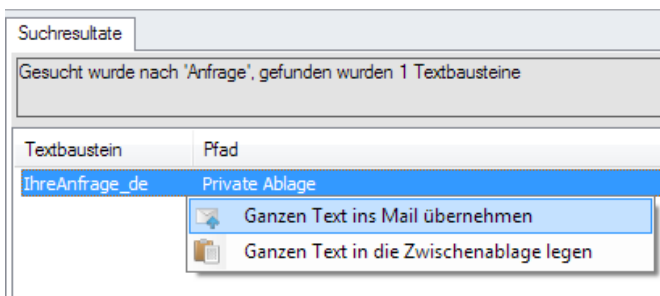 Suchresultate
Gesucht wurde nach 'Anfrage', gefunden wurden 1 Textbausteine
Textbaustein Pfad
IhreAnfrage_de Private Ablage
Ganzen Text ins Mail übernehmen
Ganzen Text in die Zwischenablage legen